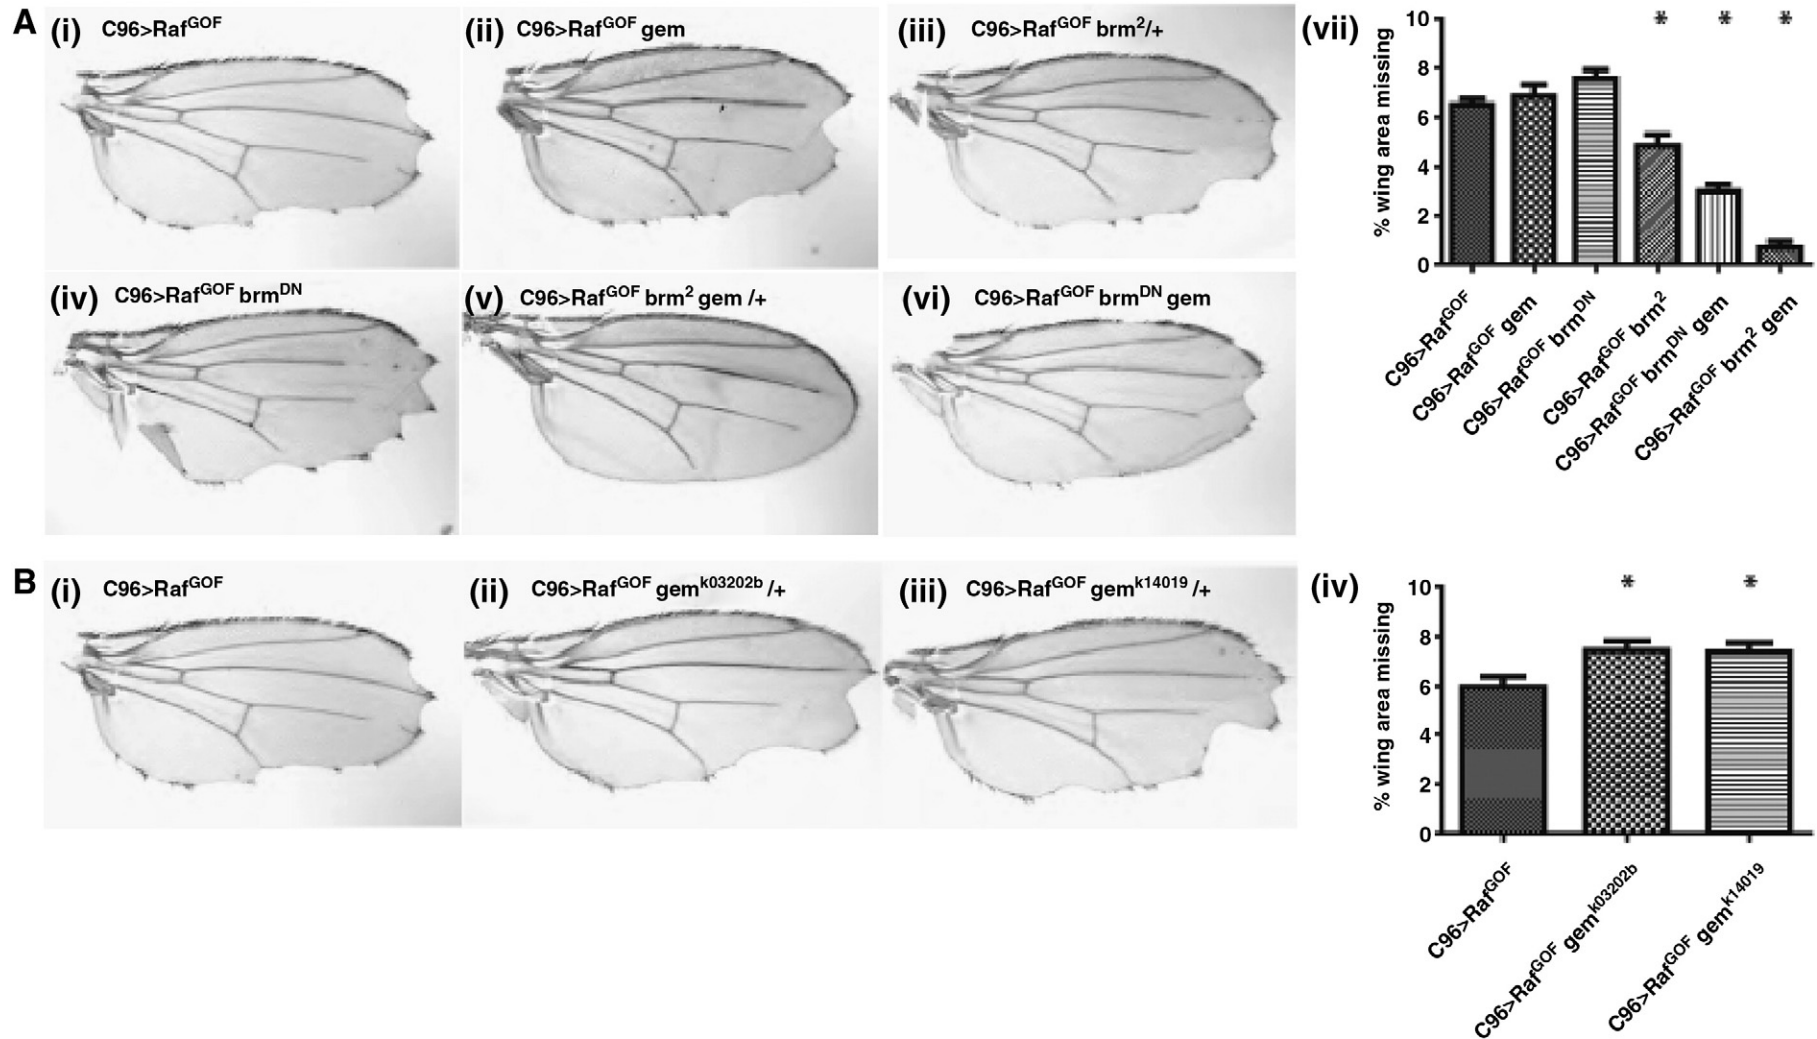 A
(i) C96>Raf^GOF
(ii) C96>Raf^GOF gem
(iii) C96>Raf^GOF brm^2/+
(iv) C96>Raf^GOF brm^DN
(v) C96>Raf^GOF brm^2 gem /+
(vi) C96>Raf^GOF brm^DN gem
(vii)
% wing area missing
10
8
6
4
2
0
* * *
C96>Raf^GOF
C96>Raf^GOF gem
C96>Raf^GOF brm^DN
C96>Raf^GOF brm^2
C96>Raf^GOF brm^DN gem
C96>Raf^GOF brm^2 gem
B
(i) C96>Raf^GOF
(ii) C96>Raf^GOF gem^k03202b /+
(iii) C96>Raf^GOF gem^k14019 /+
(iv)
% wing area missing
10
8
6
4
2
0
* *
C96>Raf^GOF
C96>Raf^GOF gem^k03202b
C96>Raf^GOF gem^k14019